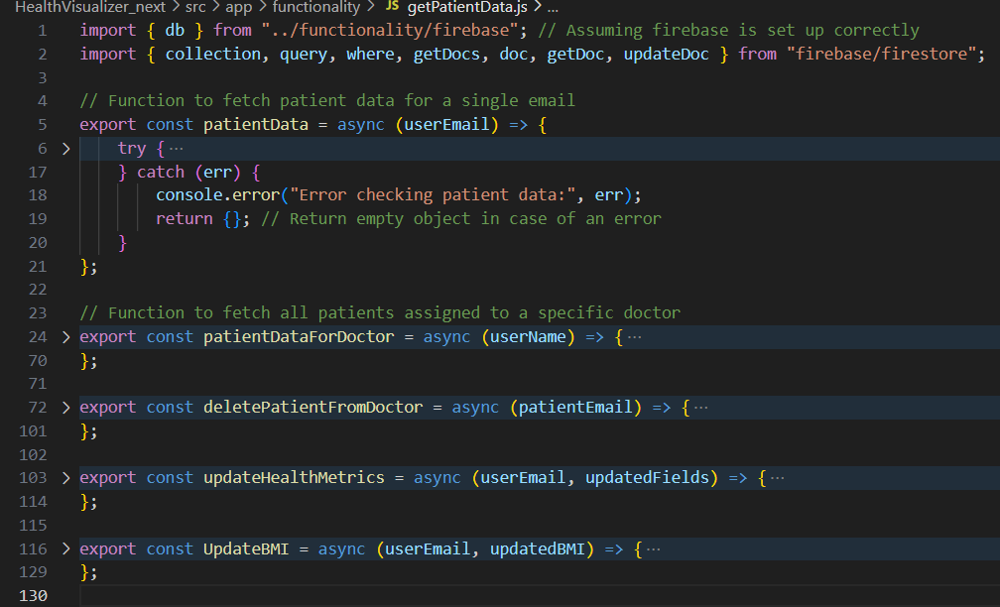 HealthVisualizer_next > src > app > functionality > JS getPatientData.js > ...
1 import { db } from "../functionality/firebase"; // Assuming firebase is set up correctly
2 import { collection, query, where, getDocs, doc, getDoc, updateDoc } from "firebase/firestore";
3
4 // Function to fetch patient data for a single email
5 export const patientData = async (userEmail) => {
6 > try { ...
17 } catch (err) {
18 console.error("Error checking patient data:", err);
19 return {}; // Return empty object in case of an error
20 }
21 };
22
23 // Function to fetch all patients assigned to a specific doctor
24 > export const patientDataForDoctor = async (userName) => { ...
70 };
71
72 > export const deletePatientFromDoctor = async (patientEmail) => { ...
101 };
102
103 > export const updateHealthMetrics = async (userEmail, updatedFields) => { ...
114 };
115
116 > export const UpdateBMI = async (userEmail, updatedBMI) => { ...
129 };
130